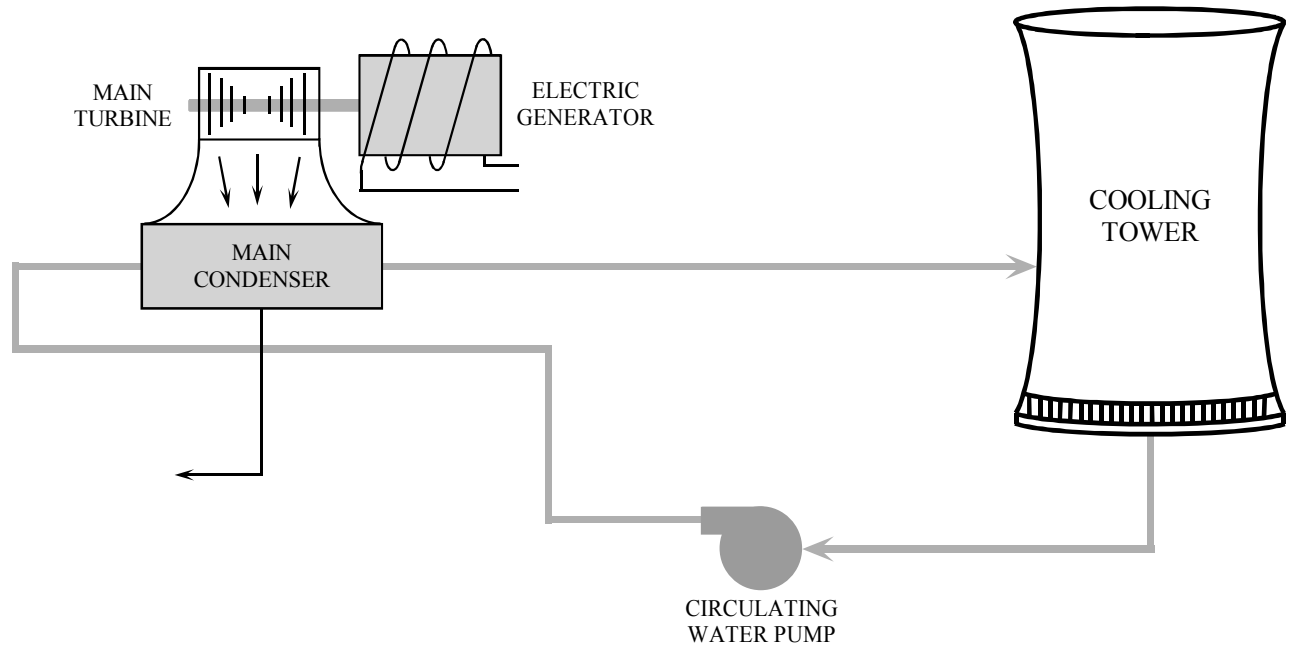 MAIN
TURBINE
ELECTRIC
GENERATOR
COOLING
TOWER
MAIN
CONDENSER
CIRCULATING
WATER PUMP